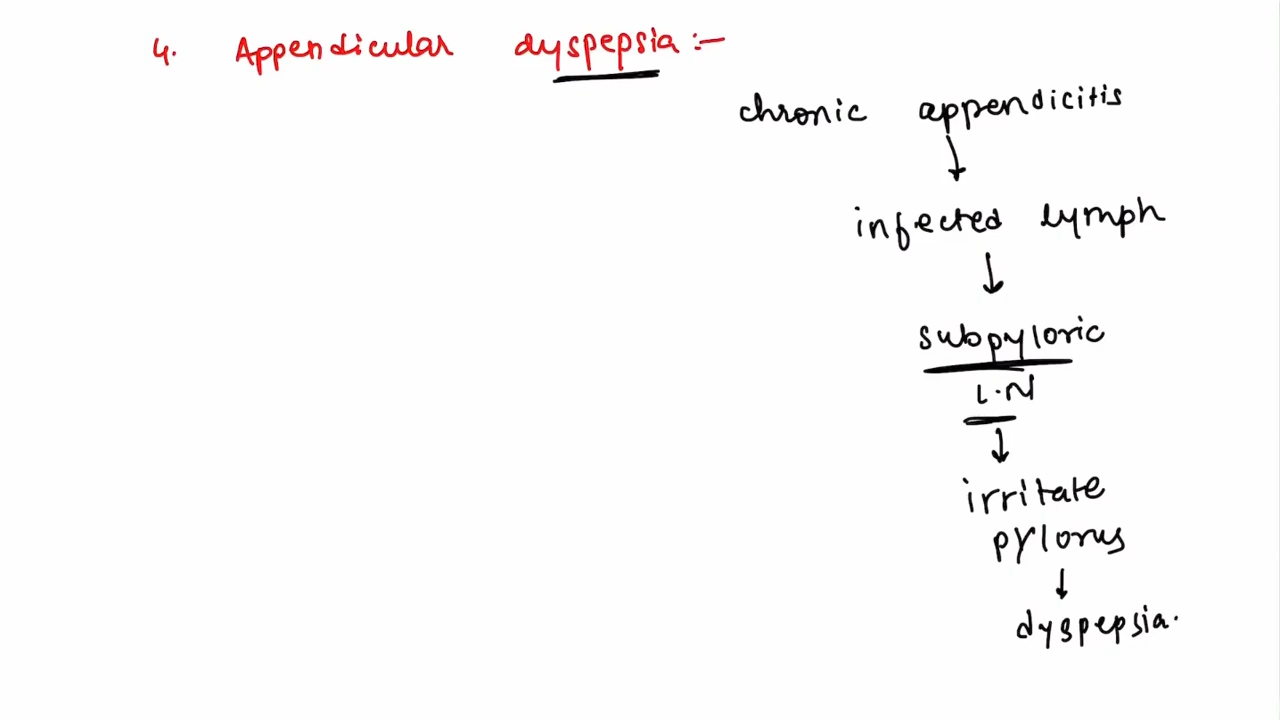 4. Appendicular dyspepsia :-
chronic appendicitis
↓
infected lymph
↓
subpyloric
L.N
↓
irritate
pylorus
↓
dyspepsia.